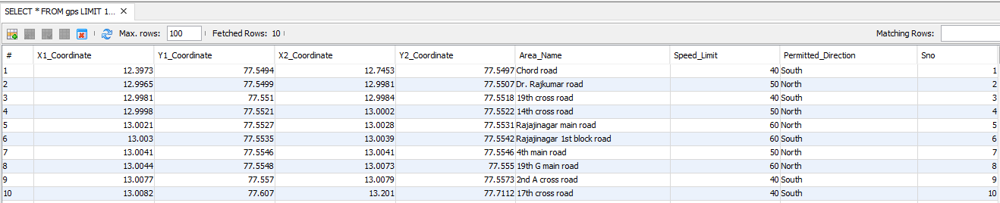 SELECT * FROM gps LIMIT 1...
Max. rows: 100 Fetched Rows: 10 Matching Rows:
# X1_Coordinate Y1_Coordinate X2_Coordinate Y2_Coordinate Area_Name Speed_Limit Permitted_Direction Sno
1 12.3973 77.5494 12.7453 77.5497 Chord road 40 South 1
2 12.9965 77.5499 12.9981 77.5507 Dr. Rajkumar road 50 North 2
3 12.9981 77.551 12.9984 77.5518 19th cross road 40 South 3
4 12.9998 77.5521 13.0002 77.5522 14th cross road 50 North 4
5 13.0021 77.5527 13.0028 77.5531 Rajajinagar main road 60 North 5
6 13.003 77.5535 13.0039 77.5542 Rajajinagar 1st block road 60 South 6
7 13.0041 77.5546 13.0041 77.5546 4th main road 50 North 7
8 13.0044 77.5548 13.0073 77.555 19th G main road 60 North 8
9 13.0077 77.557 13.0079 77.5573 2nd A cross road 40 South 9
10 13.0082 77.607 13.201 77.7112 17th cross road 40 South 10